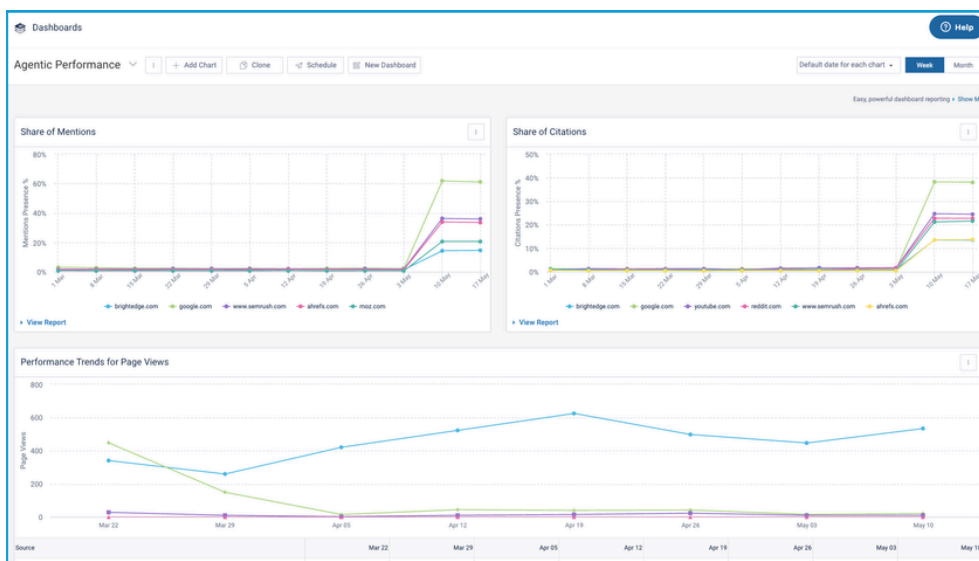 Dashboards
Help
Agentic Performance
+ Add Chart
Clone
Schedule
New Dashboard
Default date for each chart
Week
Month
Easy, powerful dashboard reporting
Show M
Share of Mentions
80%
60%
40%
20%
0%
Mentions Presence %
1 Mar
8 Mar
15 Mar
22 Mar
29 Mar
5 Apr
12 Apr
19 Apr
26 Apr
3 May
10 May
17 May
brightedge.com
google.com
www.semrush.com
ahrefs.com
moz.com
View Report
Share of Citations
50%
40%
30%
20%
10%
0%
Citations Presence %
1 Mar
8 Mar
15 Mar
22 Mar
29 Mar
5 Apr
12 Apr
19 Apr
26 Apr
3 May
10 May
17 May
brightedge.com
google.com
youtube.com
reddit.com
www.semrush.com
ahrefs.com
View Report
Performance Trends for Page Views
800
600
400
200
0
Page Views
Mar 22
Mar 29
Apr 05
Apr 12
Apr 19
Apr 26
May 03
May 10
Source
Mar 22
Mar 29
Apr 05
Apr 12
Apr 19
Apr 26
May 03
May 10